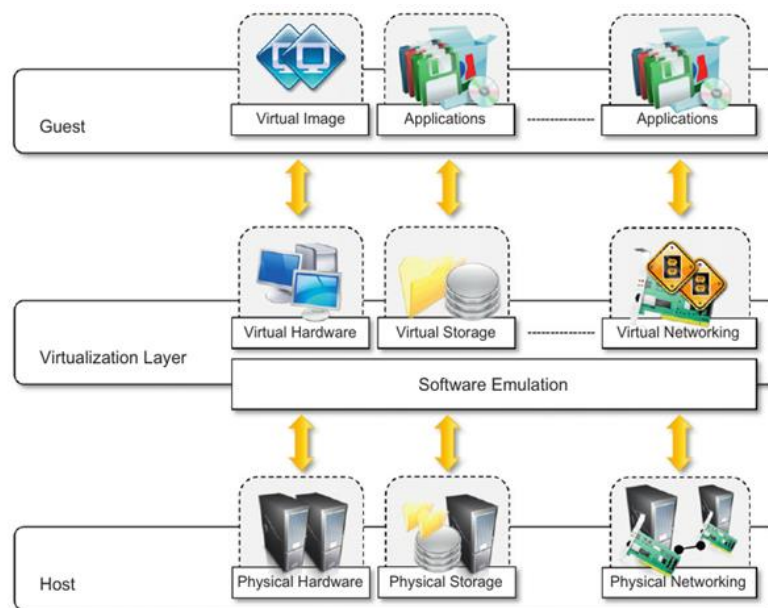 Guest
Virtual Image
Applications
Applications
Virtualization Layer
Virtual Hardware
Virtual Storage
Virtual Networking
Software Emulation
Host
Physical Hardware
Physical Storage
Physical Networking